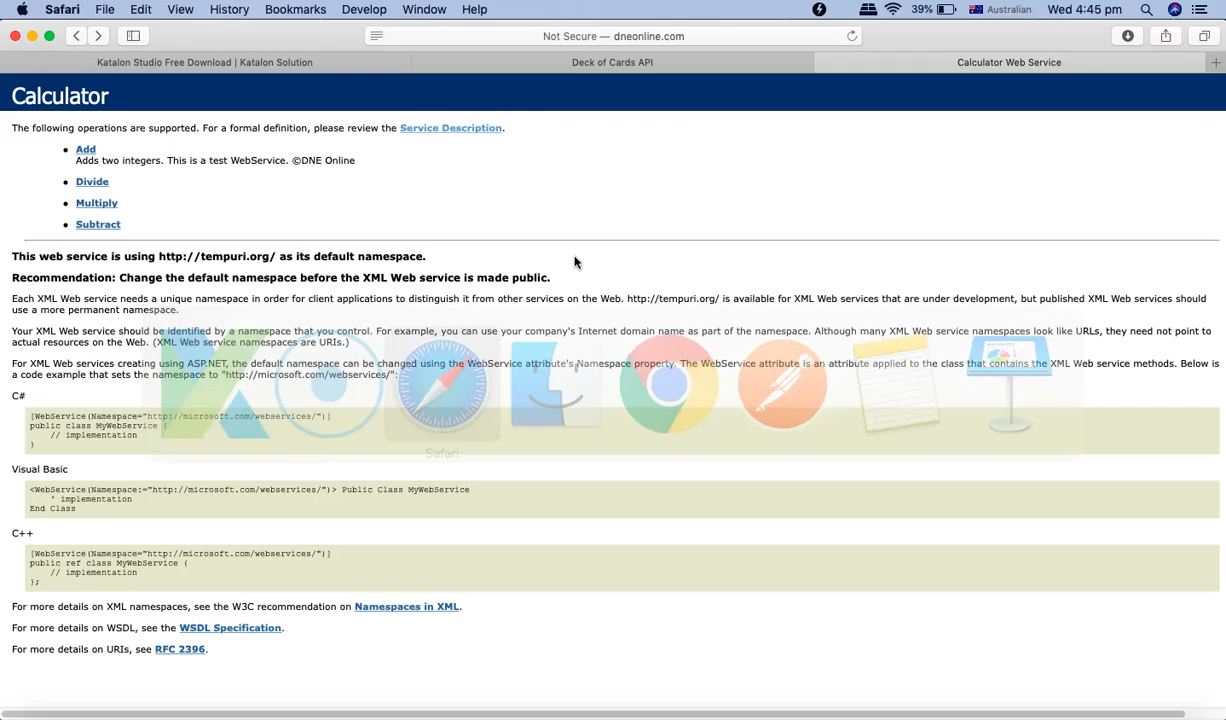 Safari File Edit View History Bookmarks Develop Window Help 39% Australian Wed 4:45 pm
Not Secure — dneonline.com
Katalon Studio Free Download | Katalon Solution Deck of Cards API Calculator Web Service
Calculator
The following operations are supported. For a formal definition, please review the Service Description.
Add
Adds two integers. This is a test WebService. ©DNE Online
Divide
Multiply
Subtract
This web service is using http://tempuri.org/ as its default namespace.
Recommendation: Change the default namespace before the XML Web service is made public.
Each XML Web service needs a unique namespace in order for client applications to distinguish it from other services on the Web. http://tempuri.org/ is available for XML Web services that are under development, but published XML Web services should
use a more permanent namespace.
Your XML Web service should be identified by a namespace that you control. For example, you can use your company's Internet domain name as part of the namespace. Although many XML Web service namespaces look like URLs, they need not point to
actual resources on the Web. (XML Web service namespaces are URIs.)
For XML Web services creating using ASP.NET, the default namespace can be changed using the WebService attribute's Namespace property. The WebService attribute is an attribute applied to the class that contains the XML Web service methods. Below is
a code example that sets the namespace to "http://microsoft.com/webservices/":
C#
[WebService(Namespace="http://microsoft.com/webservices/")]
public class MyWebService {
// implementation
}
Safari
Visual Basic
<WebService(Namespace:="http://microsoft.com/webservices/")> Public Class MyWebService
' implementation
End Class
C++
[WebService(Namespace="http://microsoft.com/webservices/")]
public ref class MyWebService {
// implementation
};
For more details on XML namespaces, see the W3C recommendation on Namespaces in XML.
For more details on WSDL, see the WSDL Specification.
For more details on URIs, see RFC 2396.